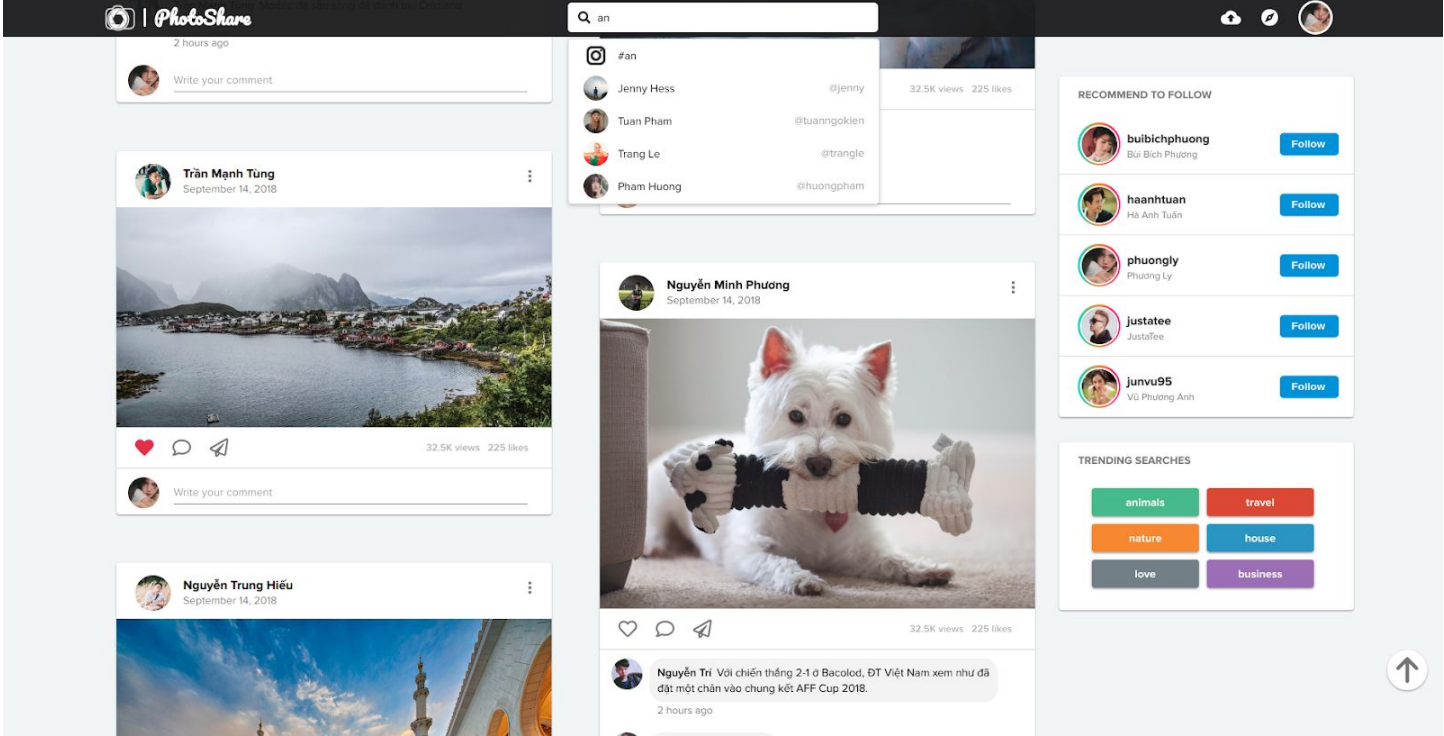 PhotoShare
an
#an
Jenny Hess @jenny
Tuan Pham @tuanngokien
Trang Le @trangle
Pham Huong @huongpham
2 hours ago
Write your comment
Trần Mạnh Tùng
September 14, 2018
32.5K views 225 likes
Write your comment
Nguyễn Trung Hiếu
September 14, 2018
32.5K views 225 likes
Nguyễn Minh Phương
September 14, 2018
32.5K views 225 likes
Nguyễn Trí Với chiến thắng 2-1 ở Bacolod, ĐT Việt Nam xem như đã
đặt một chân vào chung kết AFF Cup 2018.
2 hours ago
RECOMMEND TO FOLLOW
buibichphuong
Bùi Bích Phương
Follow
haanhtuan
Hà Anh Tuấn
Follow
phuongly
Phương Ly
Follow
justatee
JustaTee
Follow
junvu95
Vũ Phương Anh
Follow
TRENDING SEARCHES
animals travel
nature house
love business